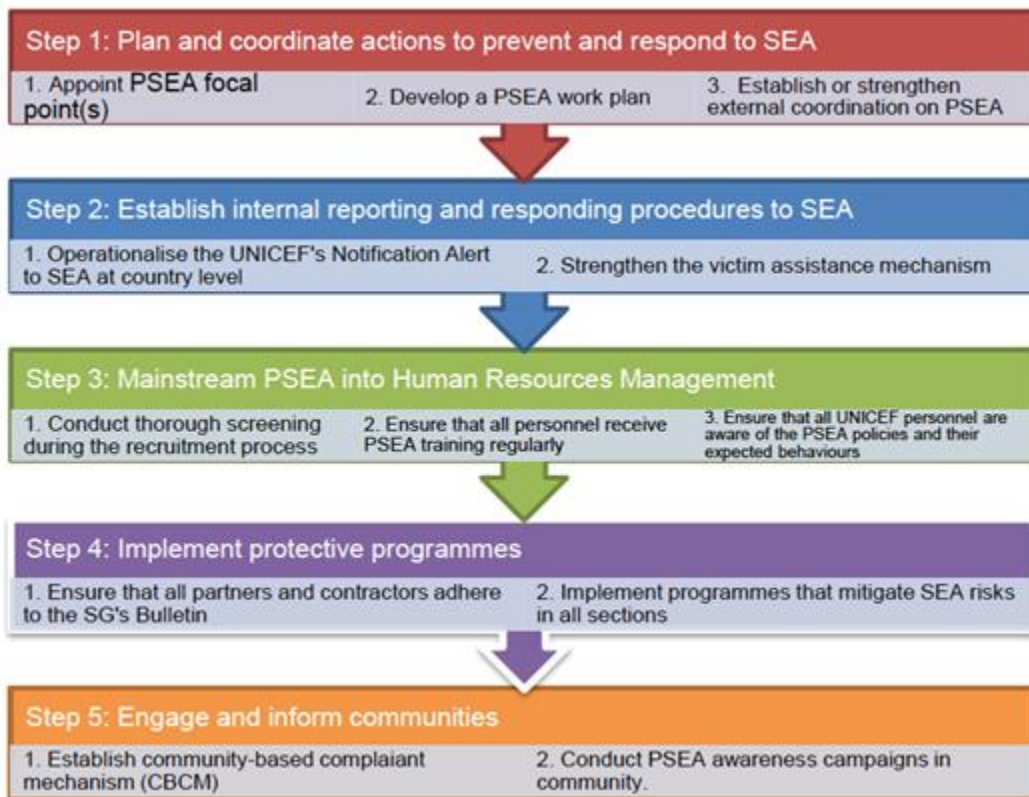 Step 1: Plan and coordinate actions to prevent and respond to SEA
1. Appoint PSEA focal
point(s)
2. Develop a PSEA work plan
3. Establish or strengthen
external coordination on PSEA
Step 2: Establish internal reporting and responding procedures to SEA
1. Operationalise the UNICEF's Notification Alert
to SEA at country level
2. Strengthen the victim assistance mechanism
Step 3: Mainstream PSEA into Human Resources Management
1. Conduct thorough screening
during the recruitment process
2. Ensure that all personnel receive
PSEA training regularly
3. Ensure that all UNICEF personnel are
aware of the PSEA policies and their
expected behaviours
Step 4: Implement protective programmes
1. Ensure that all partners and contractors adhere
to the SG's Bulletin
2. Implement programmes that mitigate SEA risks
in all sections
Step 5: Engage and inform communities
1. Establish community-based complaiant
mechanism (CBCM)
2. Conduct PSEA awareness campaigns in
community.